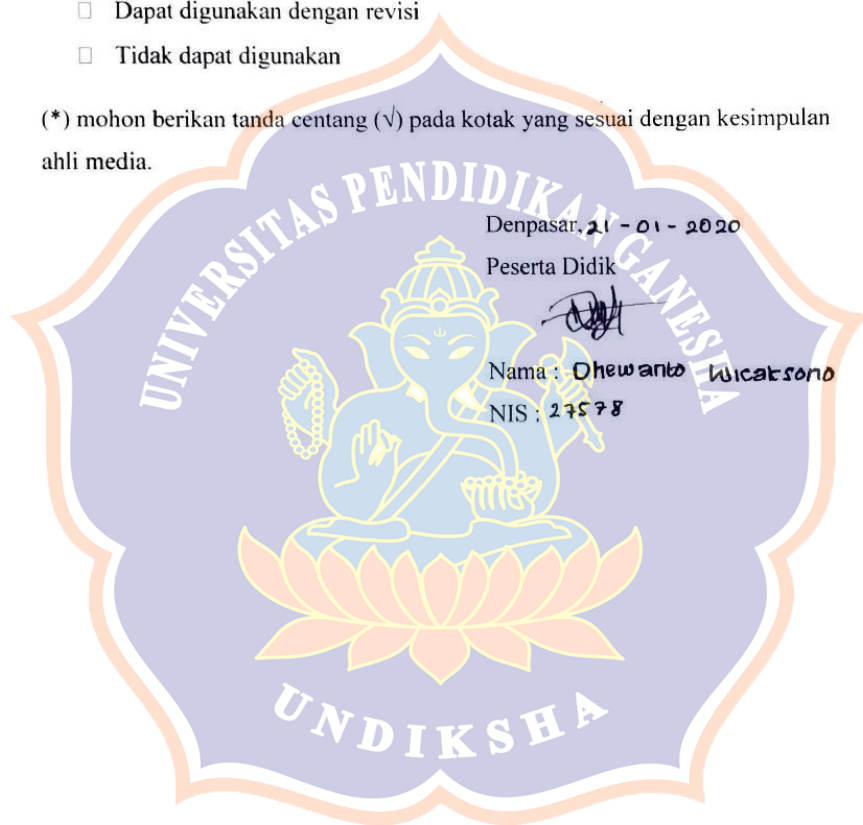 □ Dapat digunakan dengan revisi
□ Tidak dapat digunakan
(*) mohon berikan tanda centang (√) pada kotak yang sesuai dengan kesimpulan
ahli media.
UNIVERSITAS PENDIDIKAN GANESHA
Denpasar, 21 - 01 - 2020
Peserta Didik
Nama : Dhewanto Wicaksono
NIS : 27578
UNDIKSHA